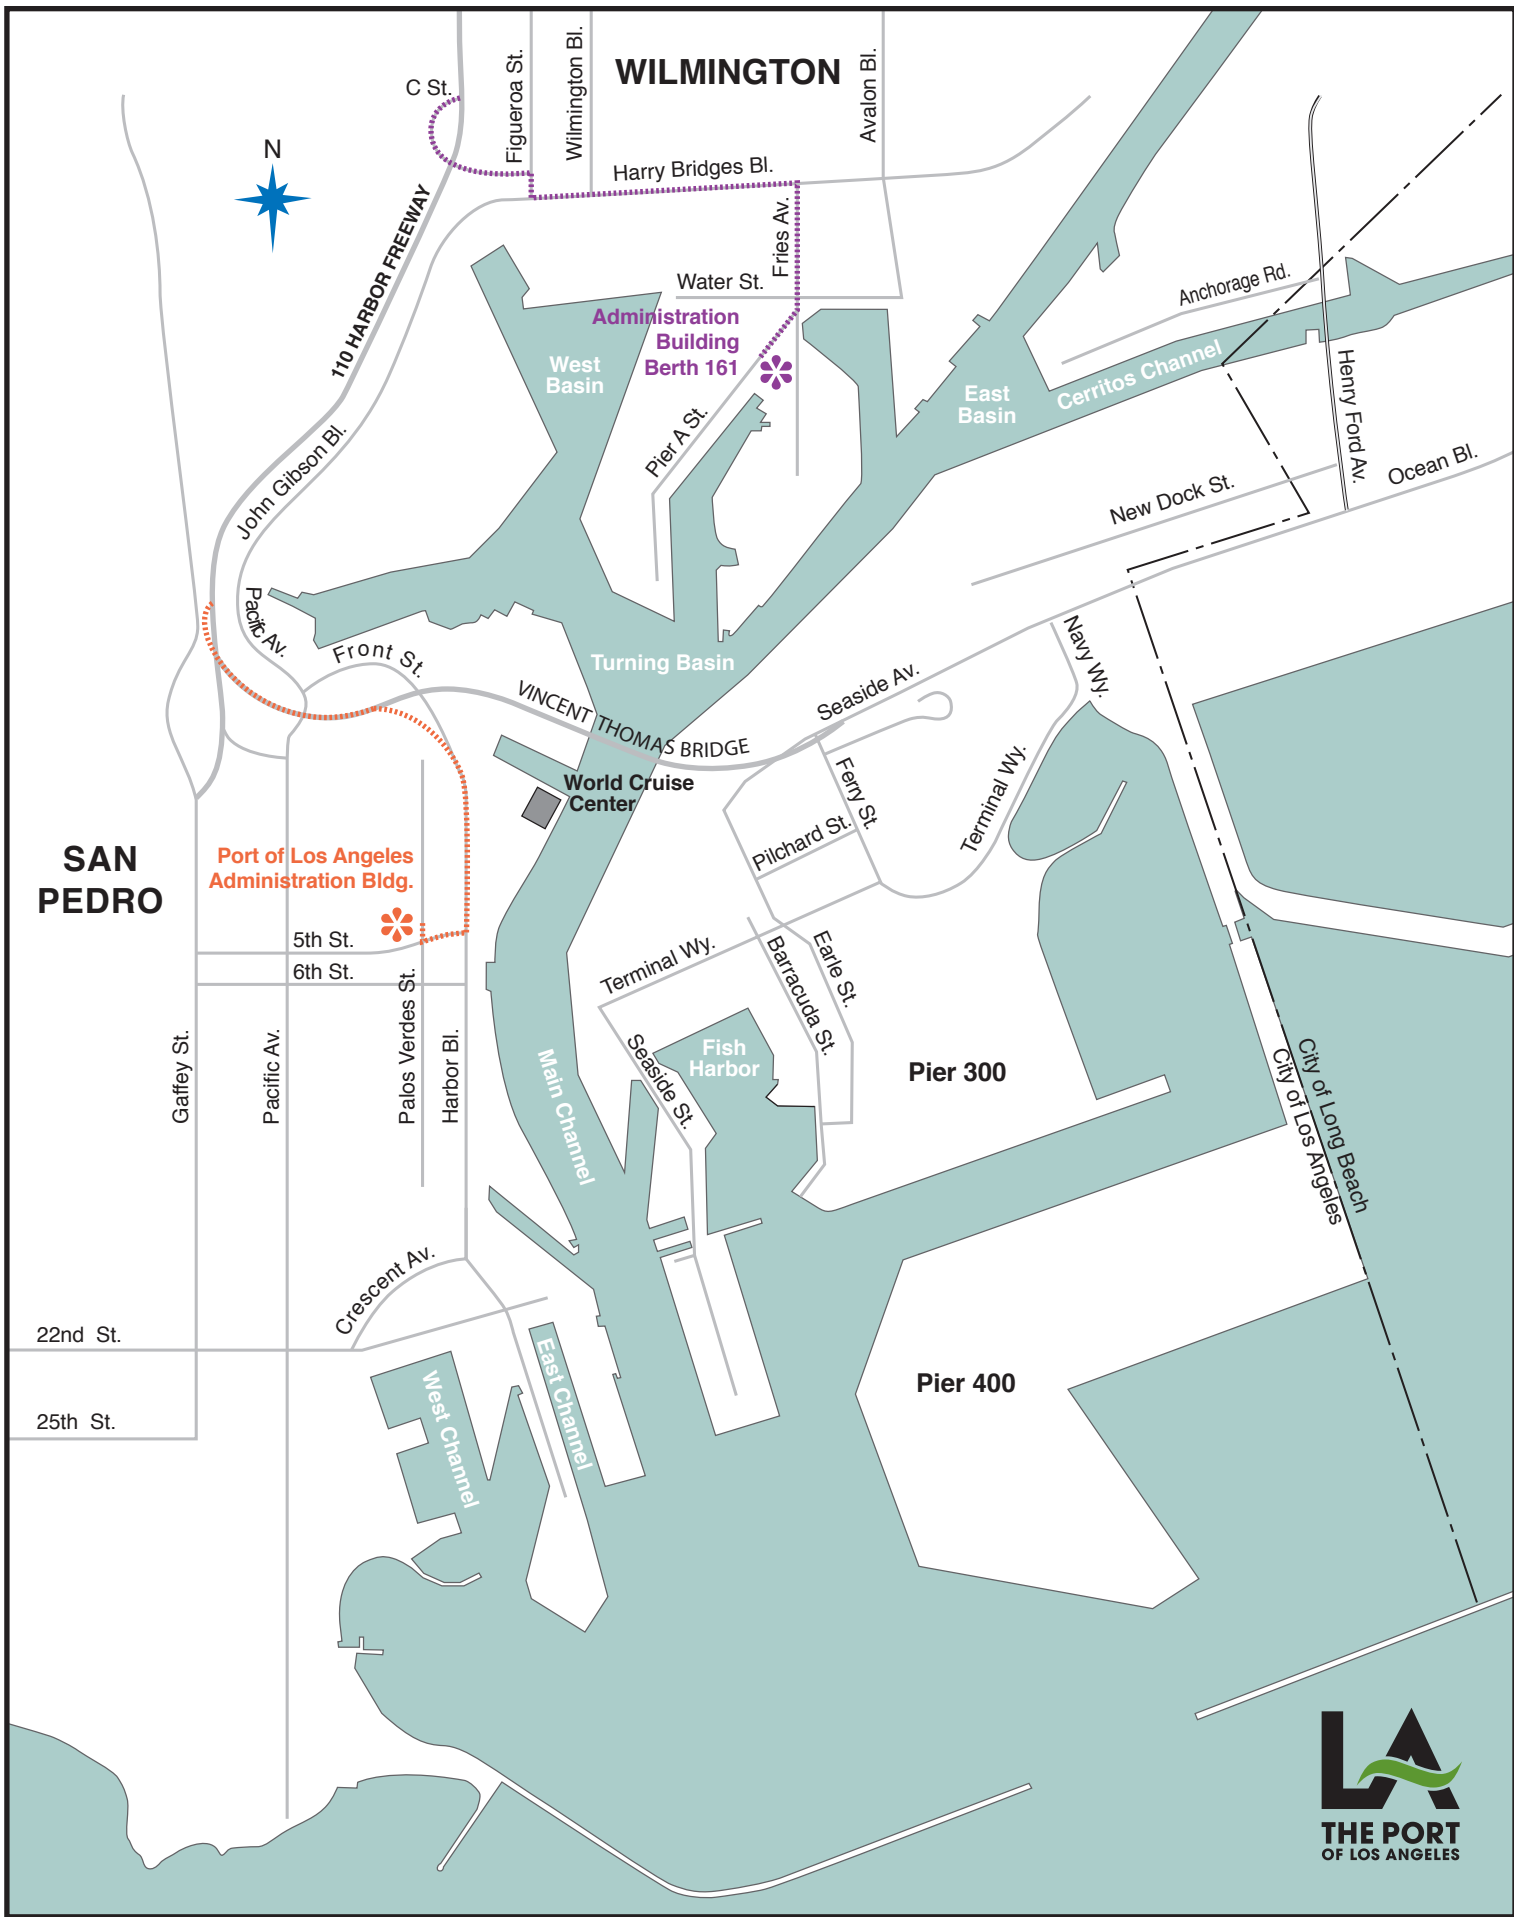 WILMINGTON
C St.
Figueroa St.
Wilmington Bl.
Avalon Bl.
N
Harry Bridges Bl.
110 HARBOR FREEWAY
Fries Av.
Water St.
Anchorage Rd.
Administration
Building
Berth 161
West
Basin
East
Basin
Cerritos Channel
Henry Ford Av.
Pier A St.
John Gibson Bl.
New Dock St.
Ocean Bl.
Pacific Av.
Front St.
Turning Basin
Navy Wy.
Seaside Av.
VINCENT THOMAS BRIDGE
World Cruise
Center
Ferry St.
Terminal Wy.
Pilchard St.
SAN
PEDRO
Port of Los Angeles
Administration Bldg.
5th St.
6th St.
Terminal Wy.
Barracuda St.
Earle St.
Gaffey St.
Pacific Av.
Palos Verdes St.
Harbor Bl.
Main Channel
Seaside St.
Fish
Harbor
Pier 300
City of Long Beach
City of Los Angeles
Crescent Av.
22nd St.
25th St.
West Channel
East Channel
Pier 400
LA
THE PORT
OF LOS ANGELES